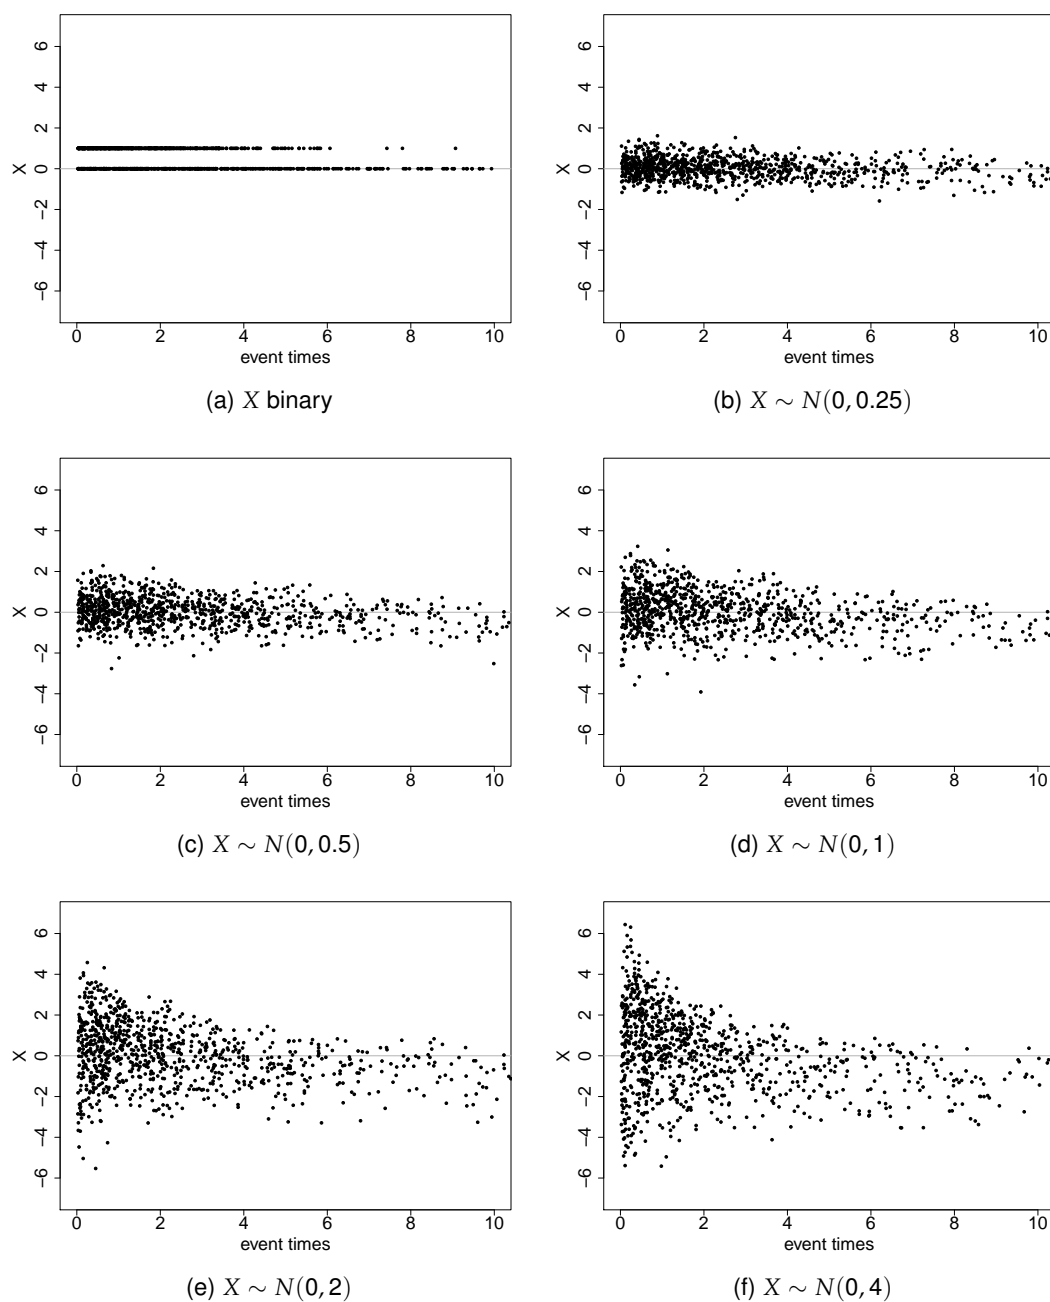 6
4
2
0
−2
−4
−6
X
0 2 4 6 8 10
event times
(a) X binary
6
4
2
0
−2
−4
−6
X
0 2 4 6 8 10
event times
(b) X ∼ N(0, 0.25)
6
4
2
0
−2
−4
−6
X
0 2 4 6 8 10
event times
(c) X ∼ N(0, 0.5)
6
4
2
0
−2
−4
−6
X
0 2 4 6 8 10
event times
(d) X ∼ N(0, 1)
6
4
2
0
−2
−4
−6
X
0 2 4 6 8 10
event times
(e) X ∼ N(0, 2)
6
4
2
0
−2
−4
−6
X
0 2 4 6 8 10
event times
(f) X ∼ N(0, 4)